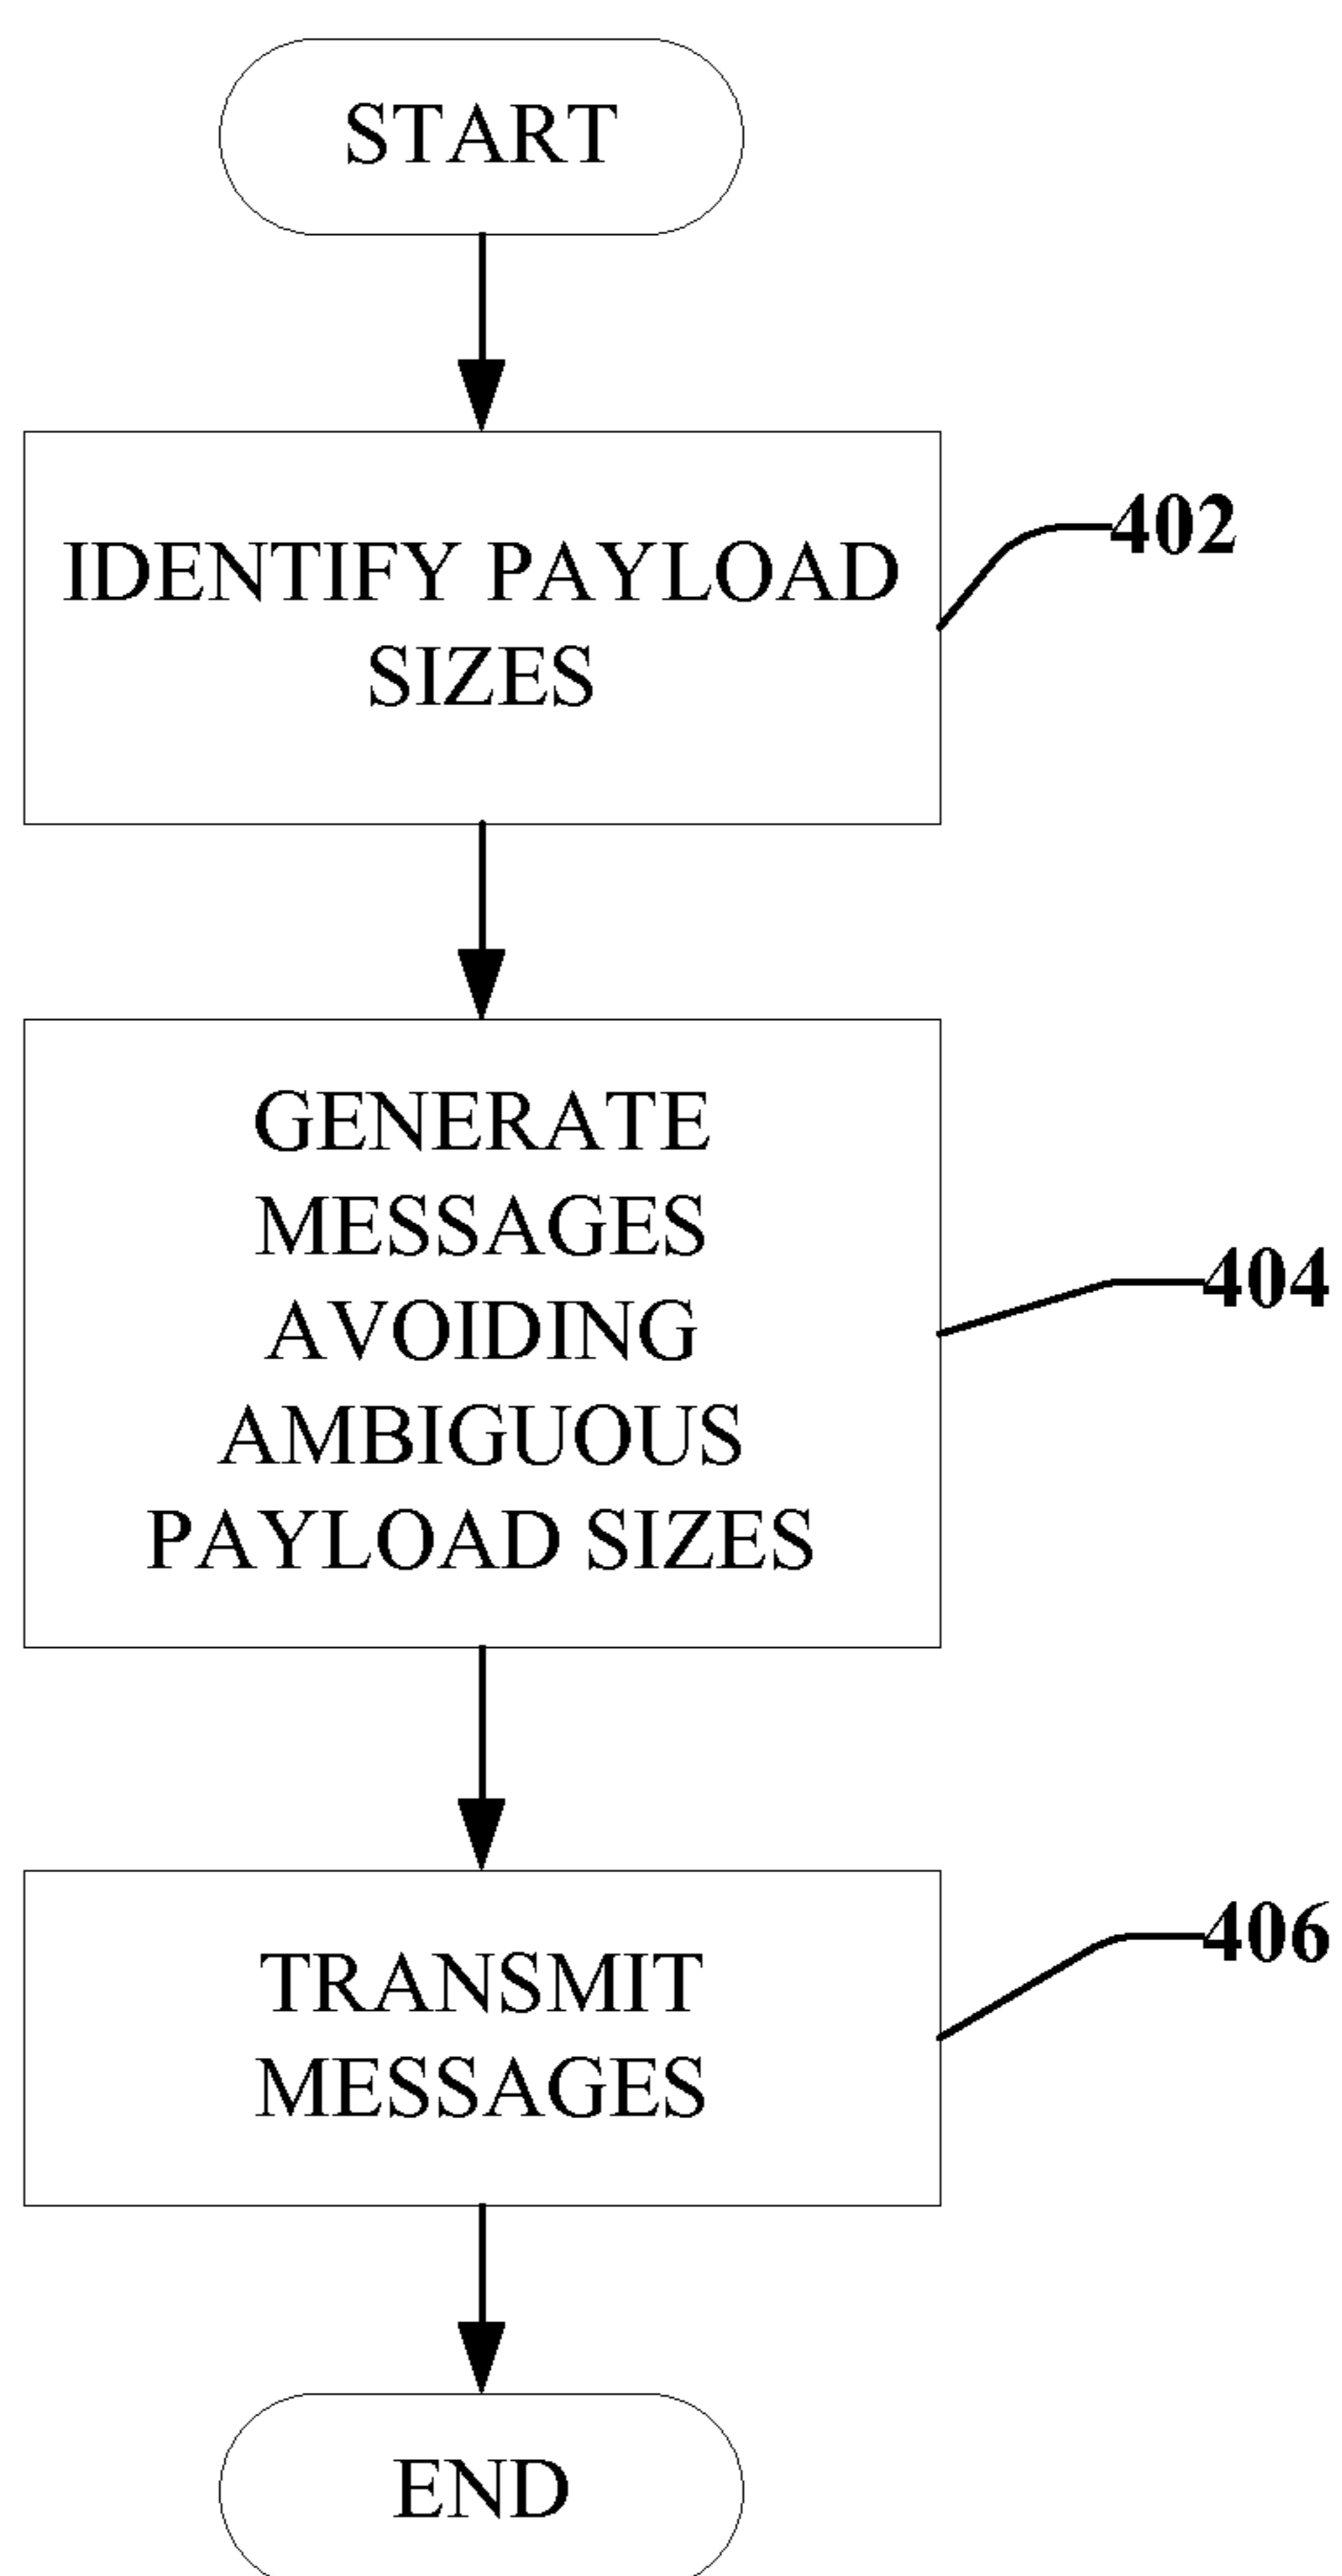 START
IDENTIFY PAYLOAD
SIZES
402
GENERATE
MESSAGES
AVOIDING
AMBIGUOUS
PAYLOAD SIZES
404
TRANSMIT
MESSAGES
406
END